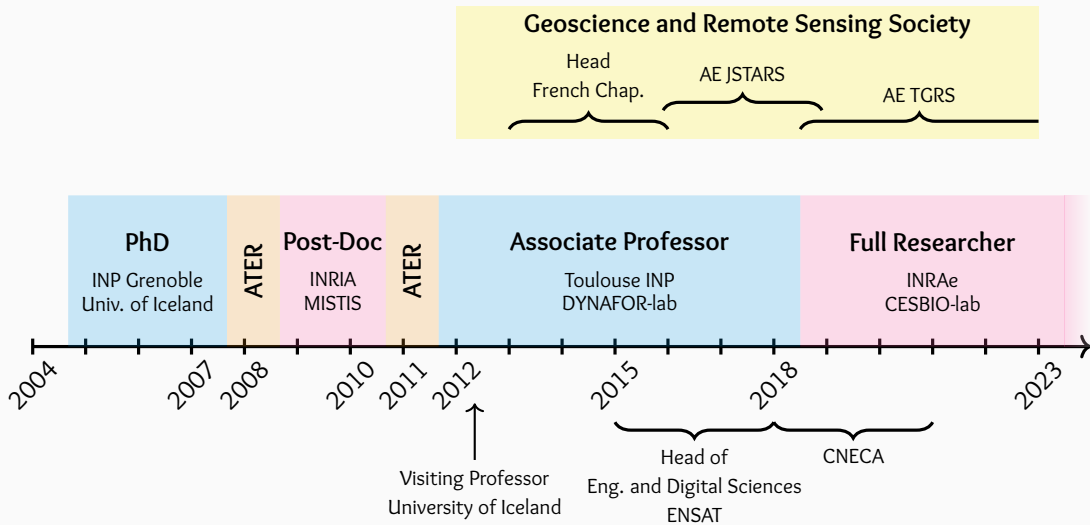 Geoscience and Remote Sensing Society
Head
French Chap.
AE JSTARS
AE TGRS
PhD
INP Grenoble
Univ. of Iceland
ATER
Post-Doc
INRIA
MISTIS
ATER
Associate Professor
Toulouse INP
DYNAFOR-lab
Full Researcher
INRAe
CESBIO-lab
2004
2007
2008
2010
2011
2012
2015
2018
2023
Visiting Professor
University of Iceland
Head of
Eng. and Digital Sciences
ENSAT
CNECA